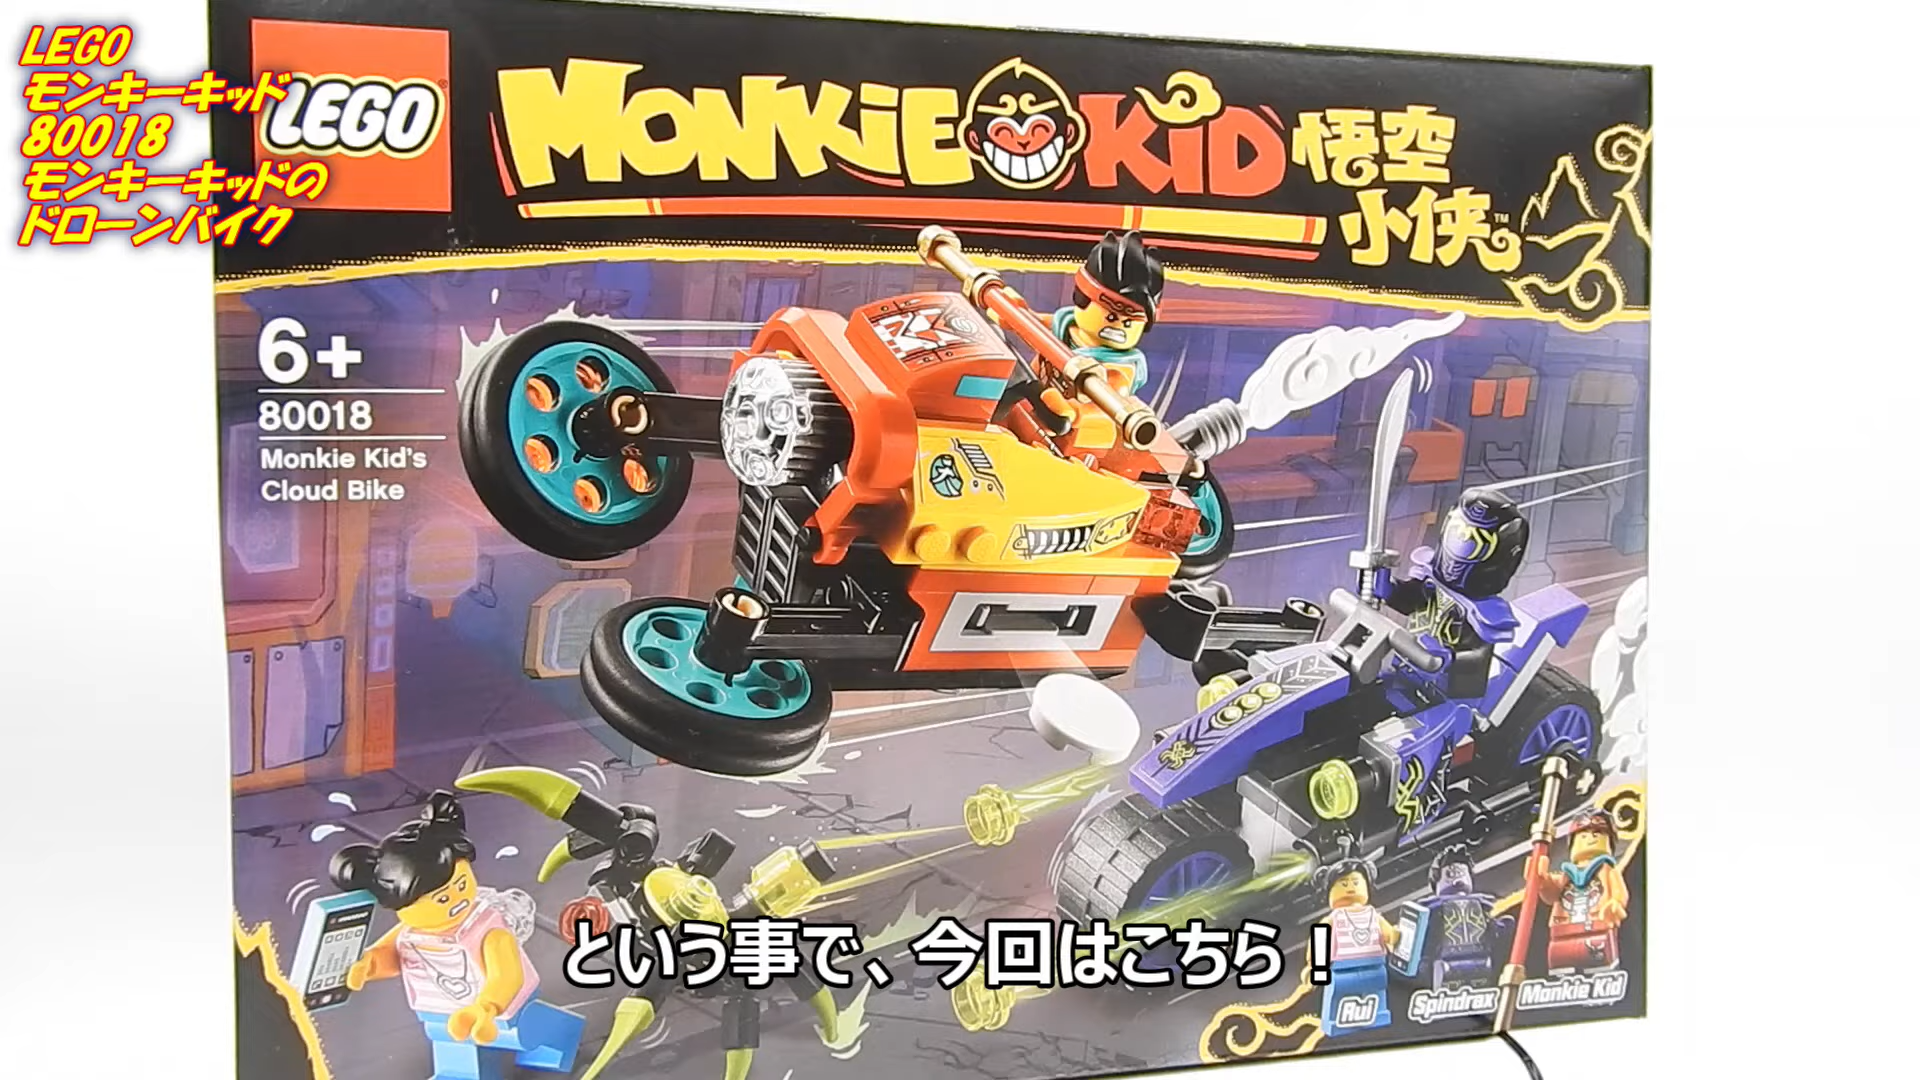 LEGO
モンキーキッド
80018
モンキーキッドの
ドローンバイク
LEGO
MONKIE KID 悟空
小侠™
6+
80018
Monkie Kid's
Cloud Bike
という事で、今回はこちら！
Rui
Spindrax
Monkie Kid